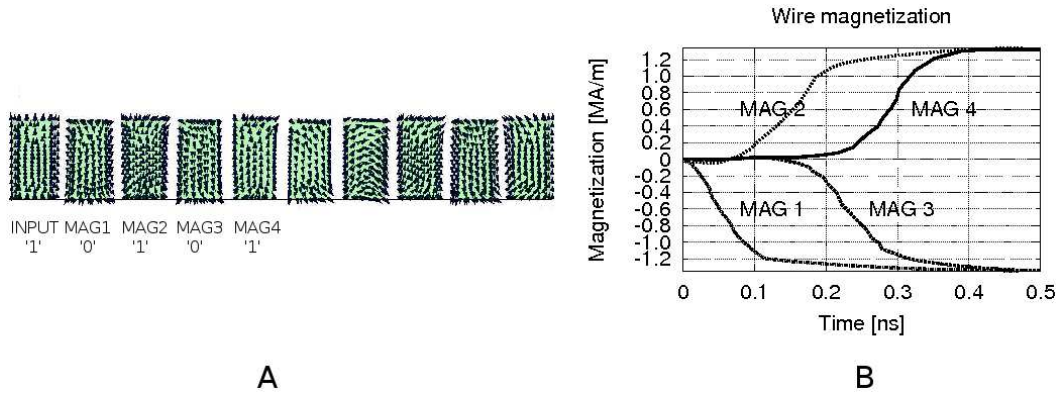 INPUT MAG1 MAG2 MAG3 MAG4
'1' '0' '1' '0' '1'
A
Wire magnetization
Magnetization [MA/m]
1.2
1.0
0.8
0.6
0.4
0.2
0
-0.2
-0.4
-0.6
-0.8
-1.0
-1.2
MAG 2
MAG 4
MAG 1
MAG 3
0 0.1 0.2 0.3 0.4 0.5
Time [ns]
B